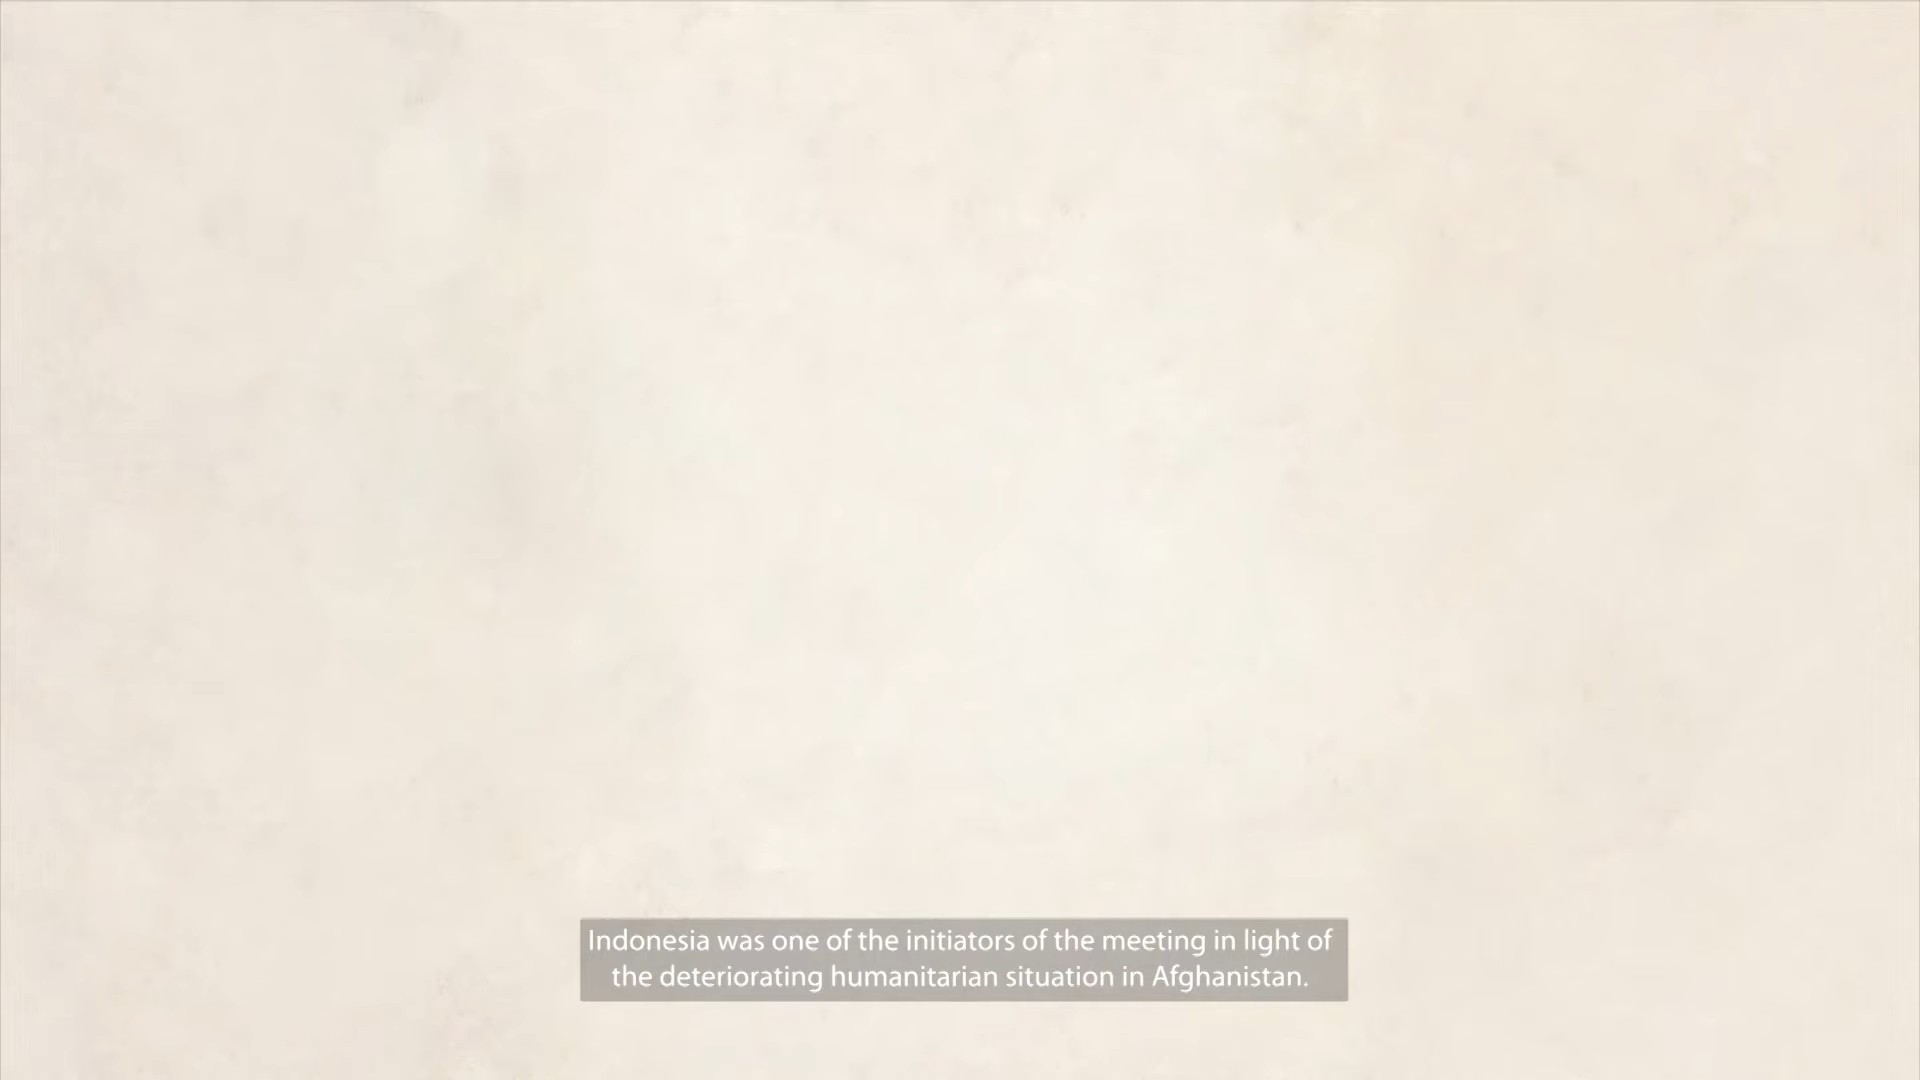 Indonesia was one of the initiators of the meeting in light of
the deteriorating humanitarian situation in Afghanistan.